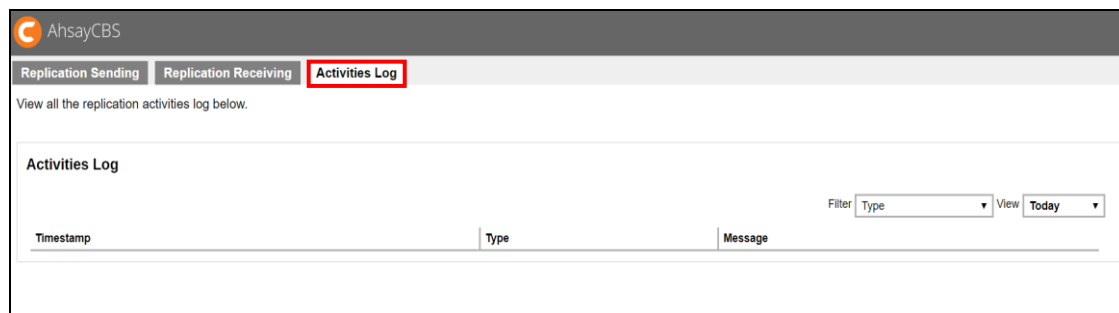 AhsayCBS
Replication Sending Replication Receiving Activities Log
View all the replication activities log below.
Activities Log
Filter Type View Today
Timestamp Type Message